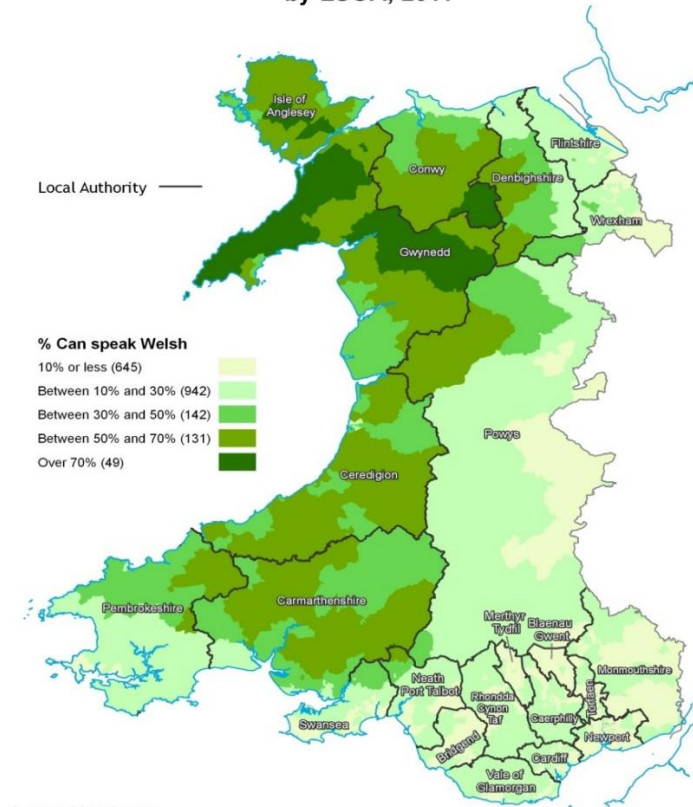 Isle of
Anglesey
Flintshire
Conwy
Denbighshire
Local Authority
Wrexham
Gwynedd
% Can speak Welsh
10% or less (645)
Between 10% and 30% (942)
Between 30% and 50% (142)
Between 50% and 70% (131)
Over 70% (49)
Powys
Ceredigion
Carmarthenshire
Pembrokeshire
Merthyr
Tydfil
Blaenau
Gwent
Monmouthshire
Neath
Port Talbot
Rhondda
Cynon
Taf
Torfaen
Caerphilly
Swansea
Bridgend
Newport
Cardiff
Vale of
Glamorgan